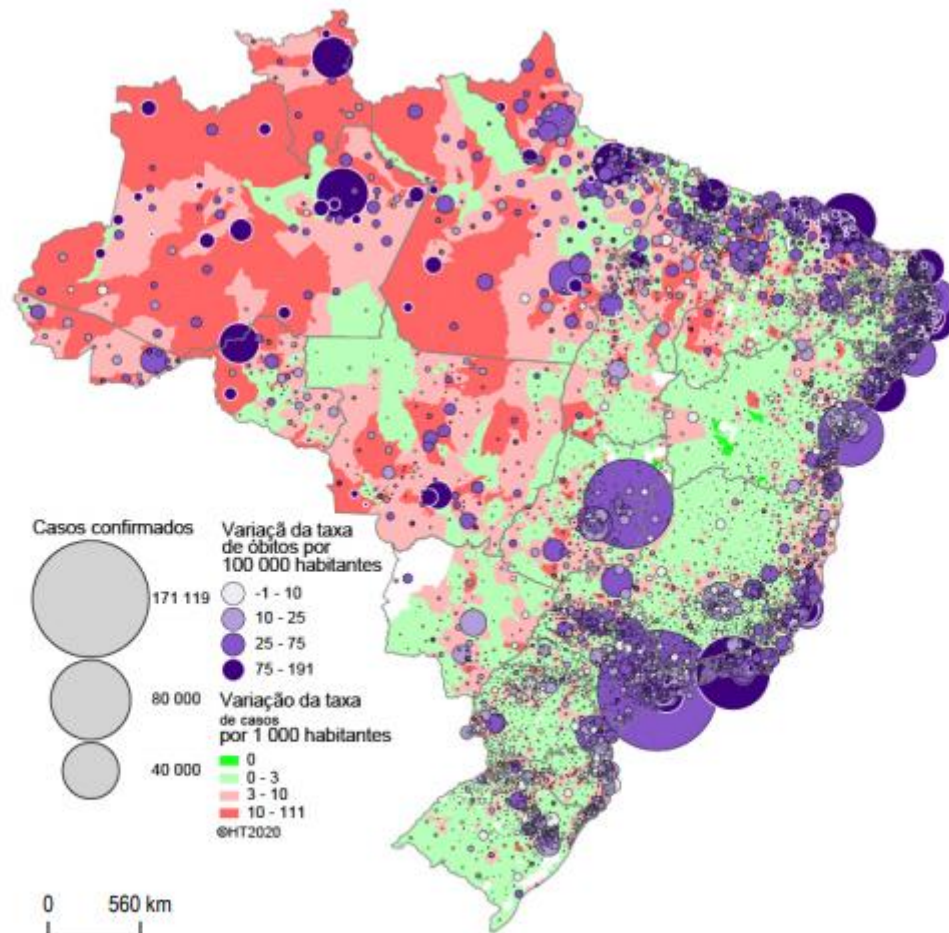 Casos confirmados
171 119
80 000
40 000
Variaçã da taxa
de óbitos por
100 000 habitantes
-1 - 10
10 - 25
25 - 75
75 - 191
Variação da taxa
de casos
por 1 000 habitantes
0
0 - 3
3 - 10
10 - 111
©HT2020
0 560 km